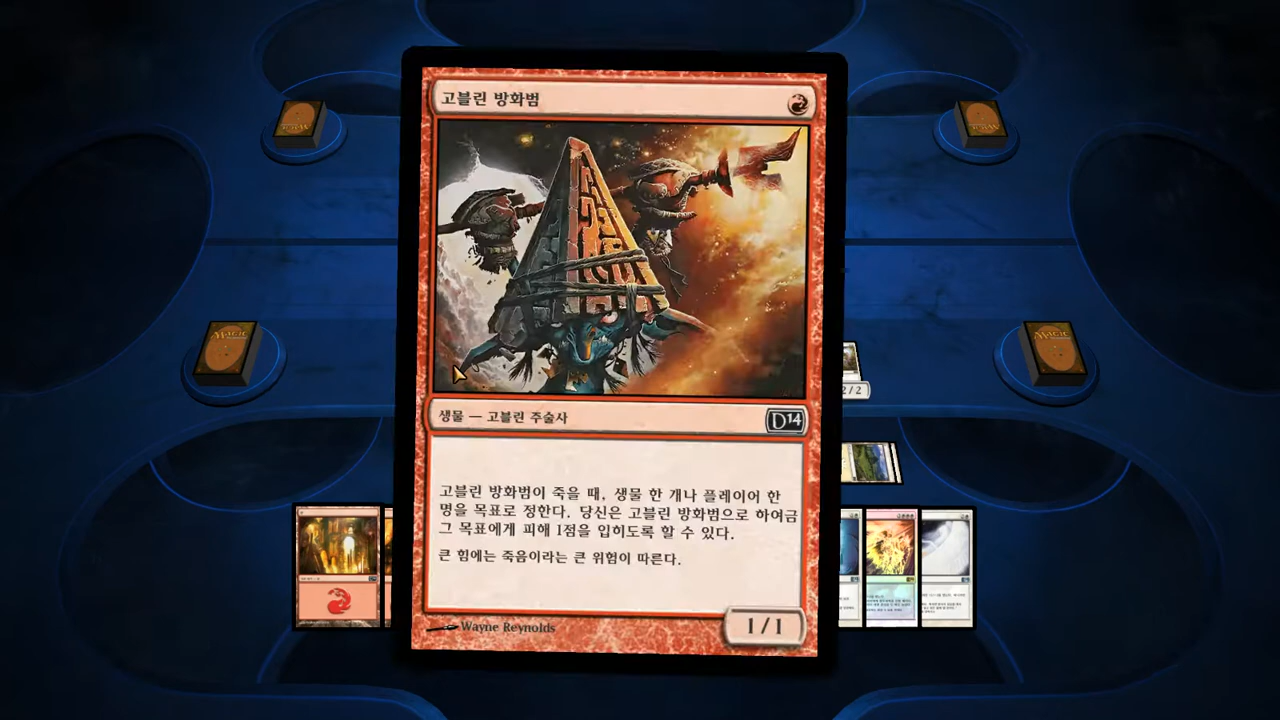 고블린 방화범
생물 — 고블린 주술사
D14
고블린 방화범이 죽을 때, 생물 한 개나 플레이어 한
명을 목표로 정한다. 당신은 고블린 방화범으로 하여금
그 목표에게 피해 1점을 입히도록 할 수 있다.
큰 힘에는 죽음이라는 큰 위험이 따른다.
Wayne Reynolds
1/1
MAGIC
MAGIC
2/2